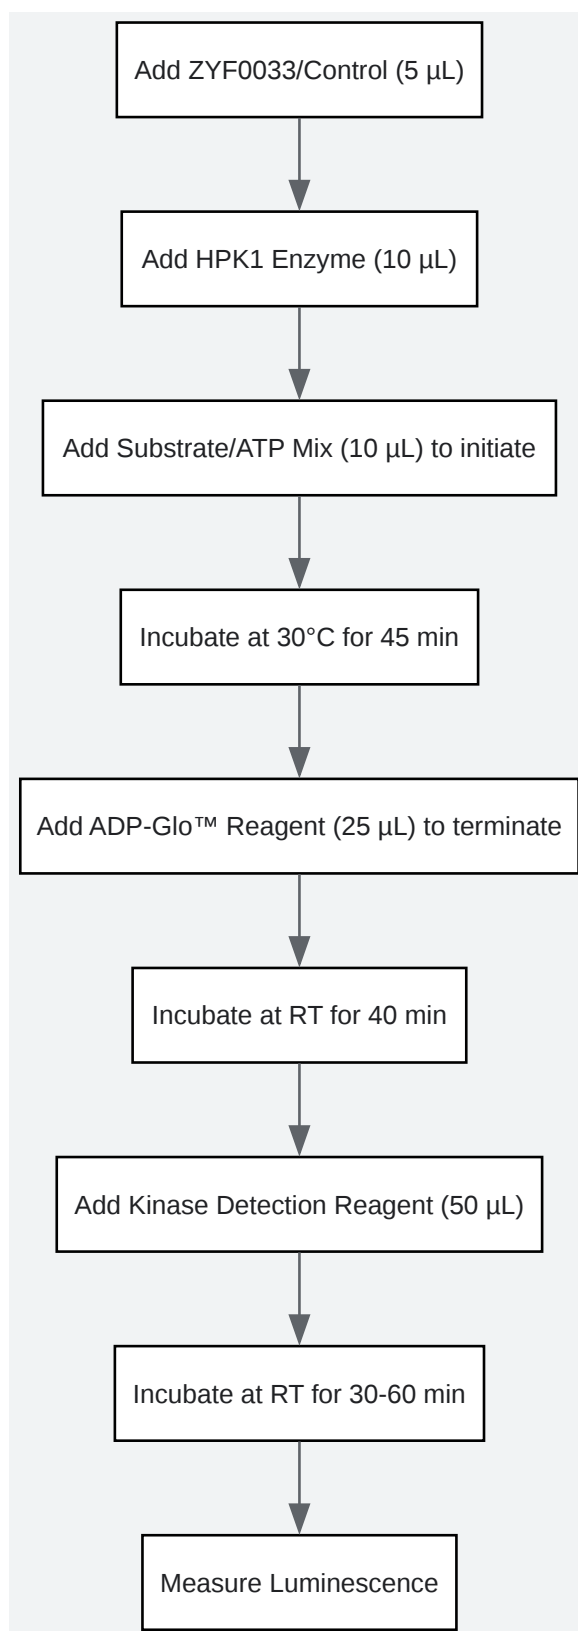 Add ZYF0033/Control (5 µL)
Add HPK1 Enzyme (10 µL)
Add Substrate/ATP Mix (10 µL) to initiate
Incubate at 30°C for 45 min
Add ADP-Glo™ Reagent (25 µL) to terminate
Incubate at RT for 40 min
Add Kinase Detection Reagent (50 µL)
Incubate at RT for 30-60 min
Measure Luminescence